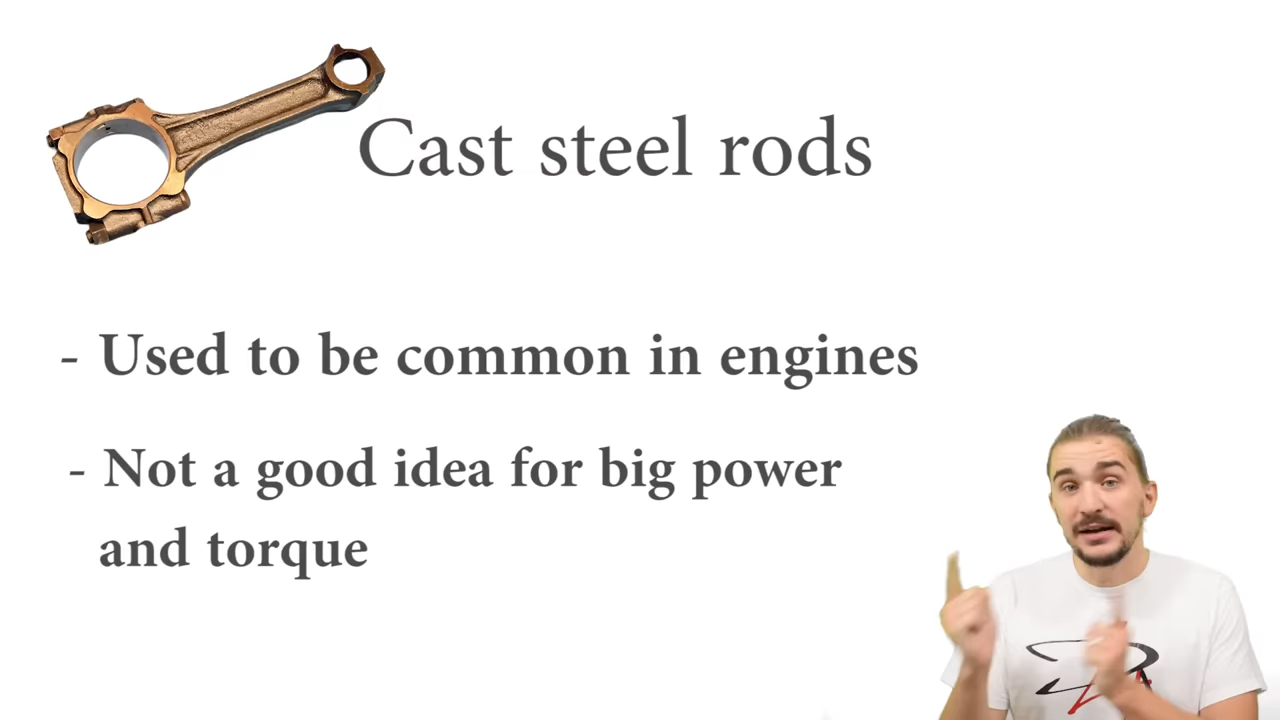 Cast steel rods
- Used to be common in engines
- Not a good idea for big power
and torque